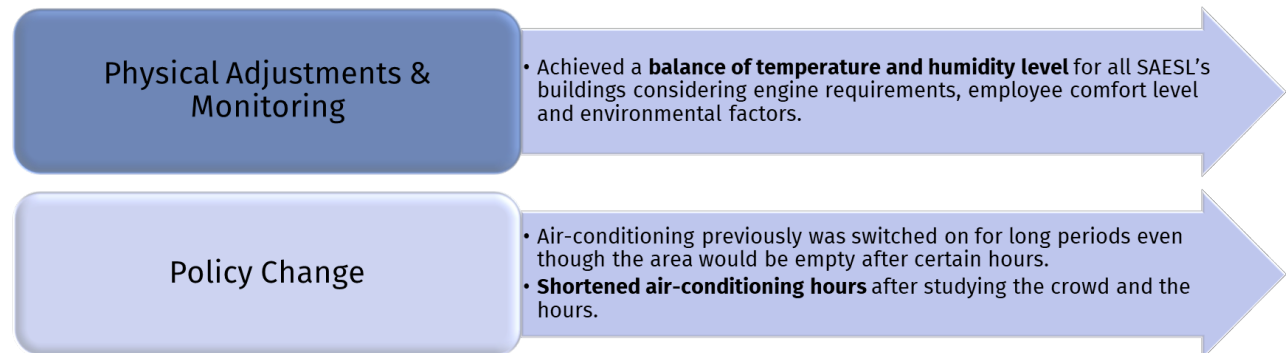 Physical Adjustments &
Monitoring
• Achieved a balance of temperature and humidity level for all SAESL’s
buildings considering engine requirements, employee comfort level
and environmental factors.
Policy Change
• Air-conditioning previously was switched on for long periods even
though the area would be empty after certain hours.
• Shortened air-conditioning hours after studying the crowd and the
hours.